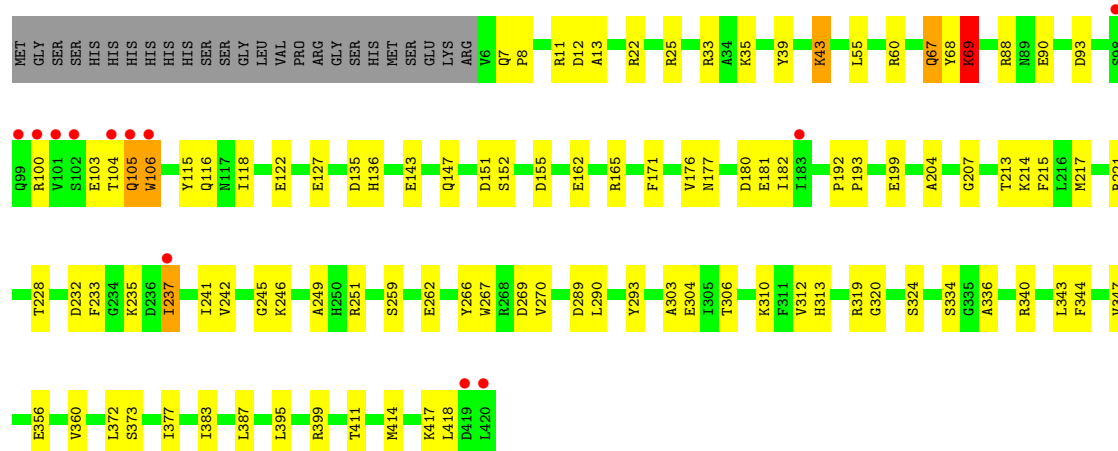 MET GLY SER SER HIS HIS HIS HIS HIS HIS SER SER GLY LEU VAL PRO ARG GLY SER HIS MET SER GLU LYS ARG V6 Q7 P8 R11 D12 A13 R22 R25 R33 A34 K35 Y39 K43 L55 R60 Q67 Y68 K69 R88 N89 E90 D93 S98
Q99 R100 V101 S102 E103 T104 Q105 W106 Y115 Q116 N117 I118 E122 E127 D135 H136 E143 Q147 D151 S152 D155 E162 R165 F171 V176 N177 D180 E181 I182 I183 P192 P193 E199 A204 G207 T213 K214 F215 L216 M217
T228 D232 F233 G234 K235 D236 I237 I241 V242 G245 K246 A249 H250 R251 S259 E262 Y266 W267 R268 D269 V270 D289 L290 Y293 A303 E304 I305 T306 K310 F311 V312 H313 R319 G320 S324 S334 G335 A336 R340 L343 F344
E356 V360 L372 S373 I377 I383 L387 L395 R399 T411 M414 K417 L418 D419 L420